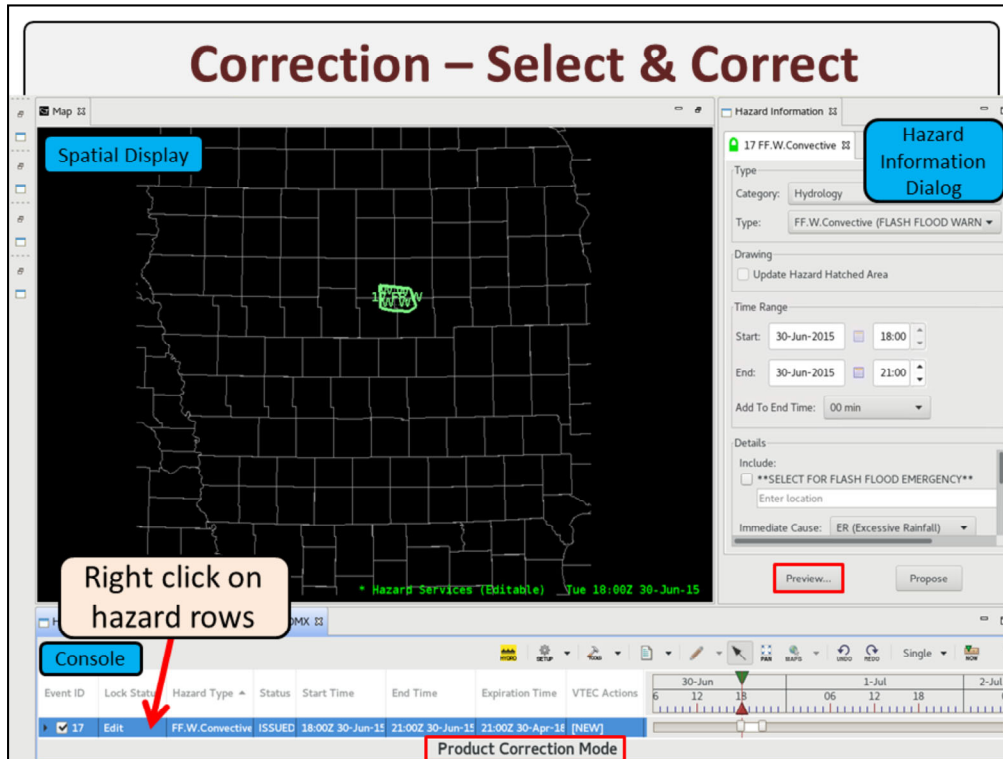 Correction – Select & Correct
Map
Spatial Display
Hazard Information
17 FF.W.Convective
Hazard
Information
Dialog
Type
Category: Hydrology
Type: FF.W.Convective (FLASH FLOOD WARN
Drawing
Update Hazard Hatched Area
Time Range
Start: 30-Jun-2015 18:00
End: 30-Jun-2015 21:00
Add To End Time: 00 min
Details
Include:
**SELECT FOR FLASH FLOOD EMERGENCY**
Enter location
Immediate Cause: ER (Excessive Rainfall)
Preview...
Propose
* Hazard Services (Editable) Tue 18:00Z 30-Jun-15
Right click on
hazard rows
Console
HYDRO SETUP TOOLS PAN MAPS UNDO REDO Single NOW
Event ID Lock Status Hazard Type Status Start Time End Time Expiration Time VTEC Actions
30-Jun 1-Jul 2-Jul
6 12 18 06 12 18
17 Edit FF.W.Convective ISSUED 18:00Z 30-Jun-15 21:00Z 30-Jun-15 21:00Z 30-Apr-18 [NEW]
Product Correction Mode